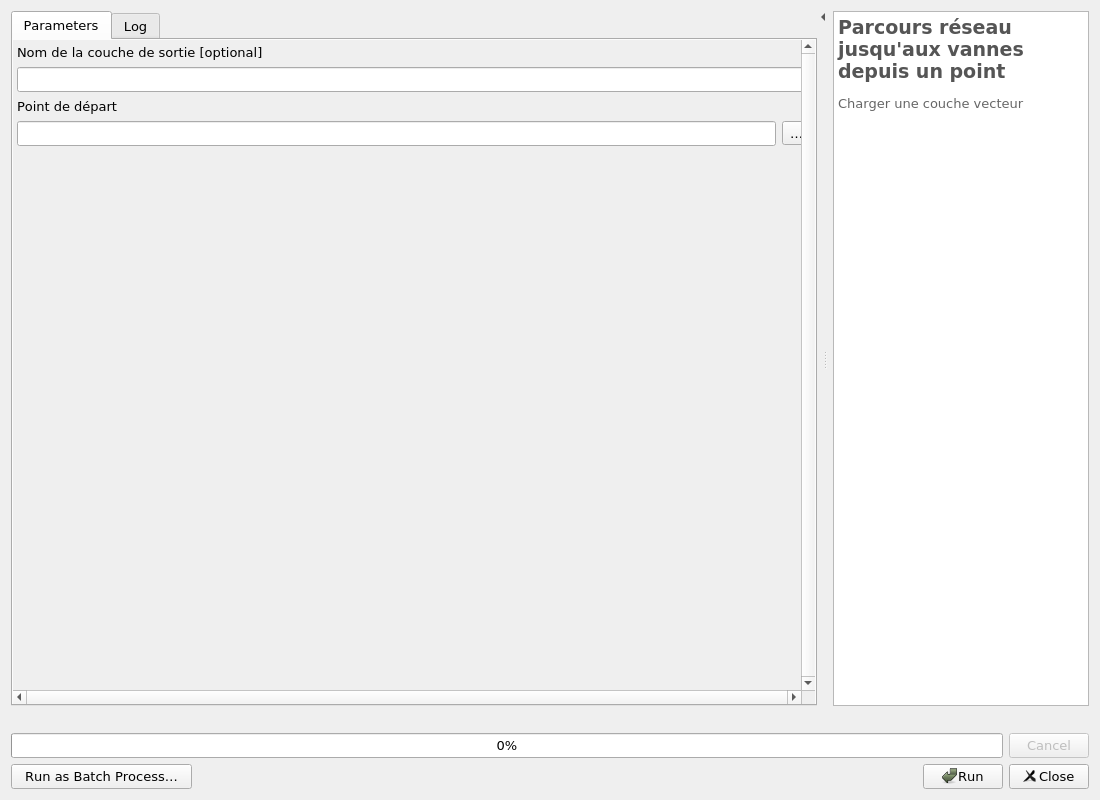 Parameters
Log
Nom de la couche de sortie [optional]
Point de départ
...
Parcours réseau
jusqu'aux vannes
depuis un point
Charger une couche vecteur
0%
Cancel
Run as Batch Process...
Run
Close